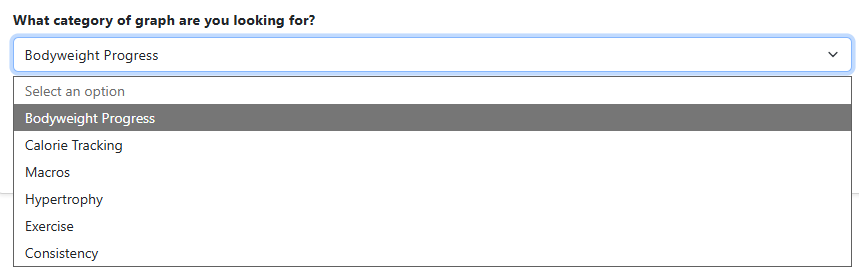 What category of graph are you looking for?
Bodyweight Progress
Select an option
Bodyweight Progress
Calorie Tracking
Macros
Hypertrophy
Exercise
Consistency